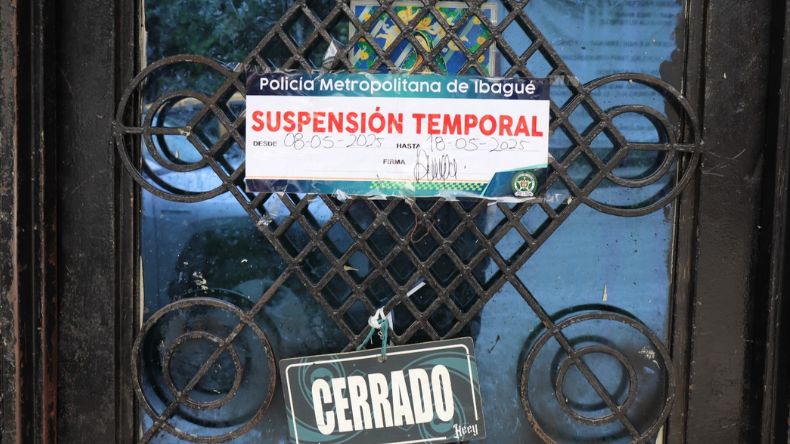 Policía Metropolitana de Ibagué
SUSPENSIÓN TEMPORAL
DESDE 08-05-2025 HASTA 18-05-2025
FIRMA
CERRADO